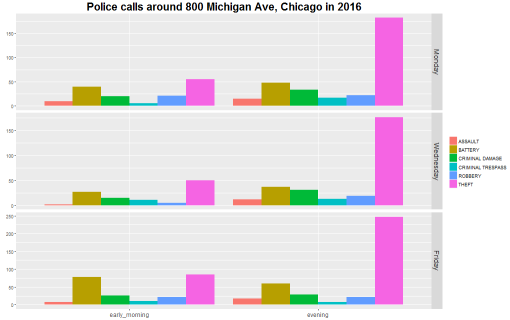 Police calls around 800 Michigan Ave, Chicago in 2016
150
100
50
0
Monday
150
100
50
0
Wednesday
250
200
150
100
50
0
Friday
early_morning
evening
ASSAULT
BATTERY
CRIMINAL DAMAGE
CRIMINAL TRESPASS
ROBBERY
THEFT